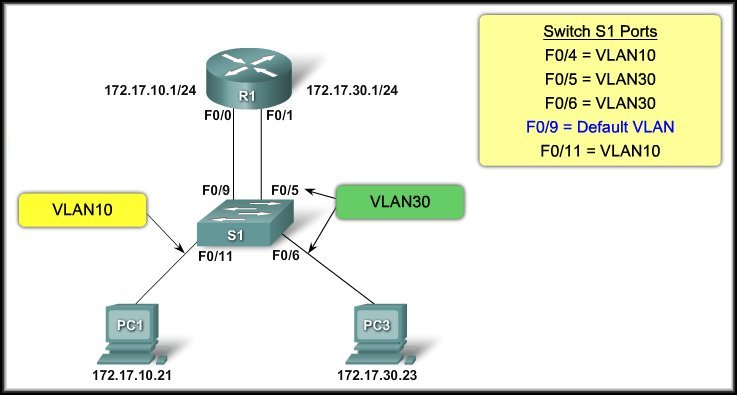 Switch S1 Ports
F0/4 = VLAN10
F0/5 = VLAN30
F0/6 = VLAN30
F0/9 = Default VLAN
F0/11 = VLAN10
172.17.10.1/24
R1
172.17.30.1/24
F0/0
F0/1
F0/9
F0/5
VLAN10
VLAN30
S1
F0/11
F0/6
PC1
PC3
172.17.10.21
172.17.30.23